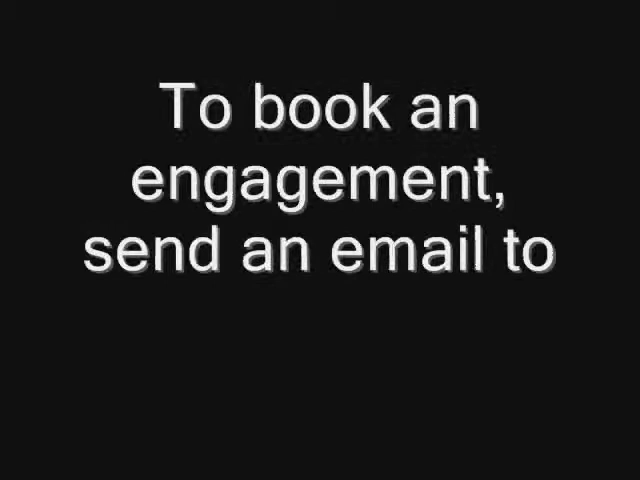 To book an
engagement,
send an email to